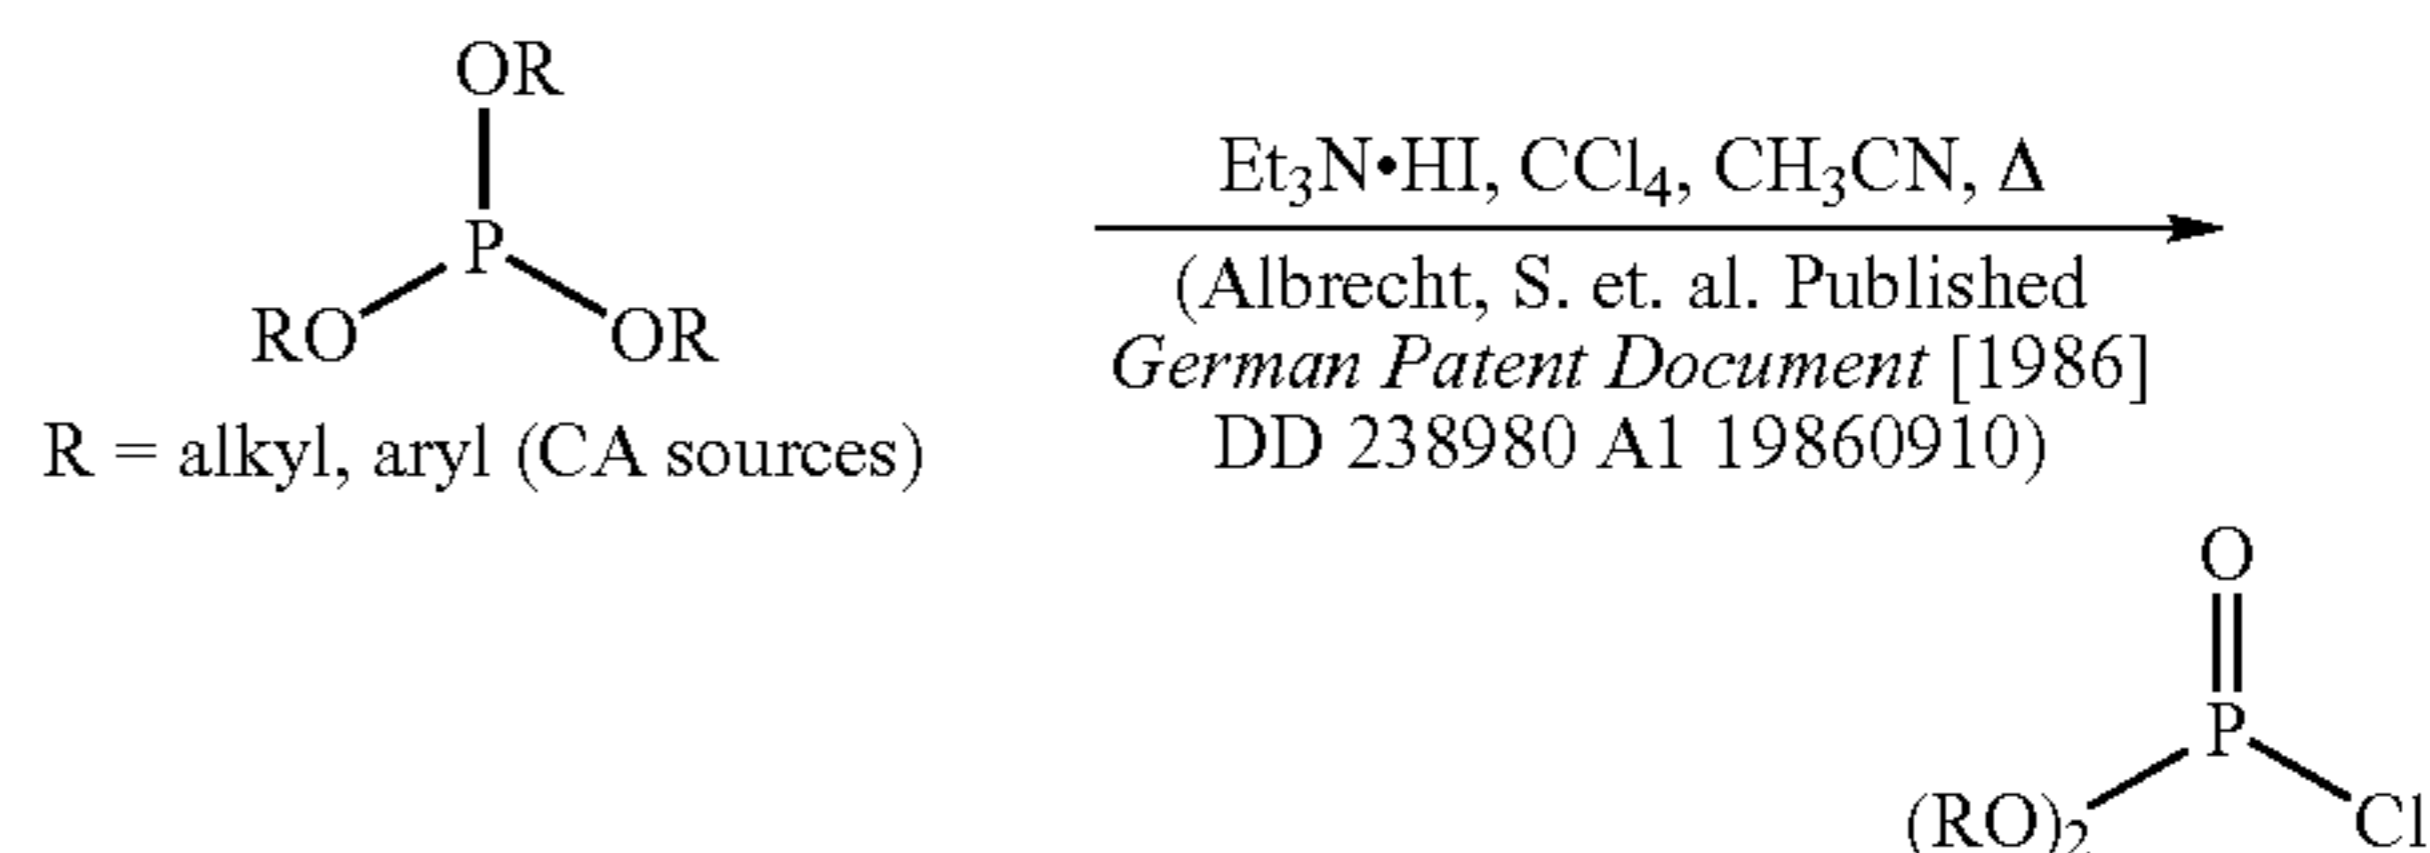 OR
P
RO OR
R = alkyl, aryl (CA sources)
Et3N•HI, CCl4, CH3CN, Δ
(Albrecht, S. et. al. Published
German Patent Document [1986]
DD 238980 A1 19860910)
O
P
(RO)2 Cl